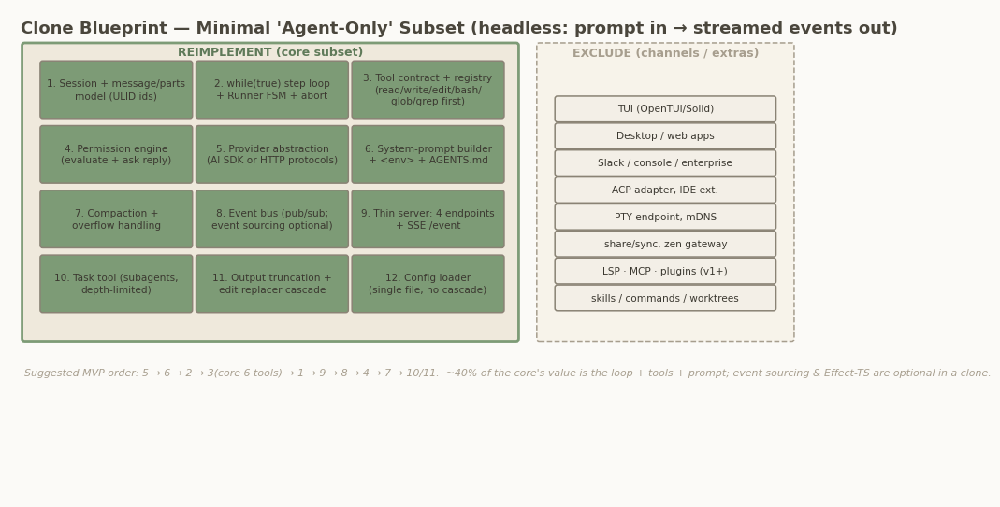 Clone Blueprint — Minimal 'Agent-Only' Subset (headless: prompt in → streamed events out)
REIMPLEMENT (core subset)
1. Session + message/parts
model (ULID ids)
2. while(true) step loop
+ Runner FSM + abort
3. Tool contract + registry
(read/write/edit/bash/
glob/grep first)
4. Permission engine
(evaluate + ask reply)
5. Provider abstraction
(AI SDK or HTTP protocols)
6. System-prompt builder
+ <env> + AGENTS.md
7. Compaction +
overflow handling
8. Event bus (pub/sub;
event sourcing optional)
9. Thin server: 4 endpoints
+ SSE /event
10. Task tool (subagents,
depth-limited)
11. Output truncation +
edit replacer cascade
12. Config loader
(single file, no cascade)
EXCLUDE (channels / extras)
TUI (OpenTUI/Solid)
Desktop / web apps
Slack / console / enterprise
ACP adapter, IDE ext.
PTY endpoint, mDNS
share/sync, zen gateway
LSP · MCP · plugins (v1+)
skills / commands / worktrees
Suggested MVP order: 5 → 6 → 2 → 3(core 6 tools) → 1 → 9 → 8 → 4 → 7 → 10/11.  ~40% of the core's value is the loop + tools + prompt; event sourcing & Effect-TS are optional in a clone.